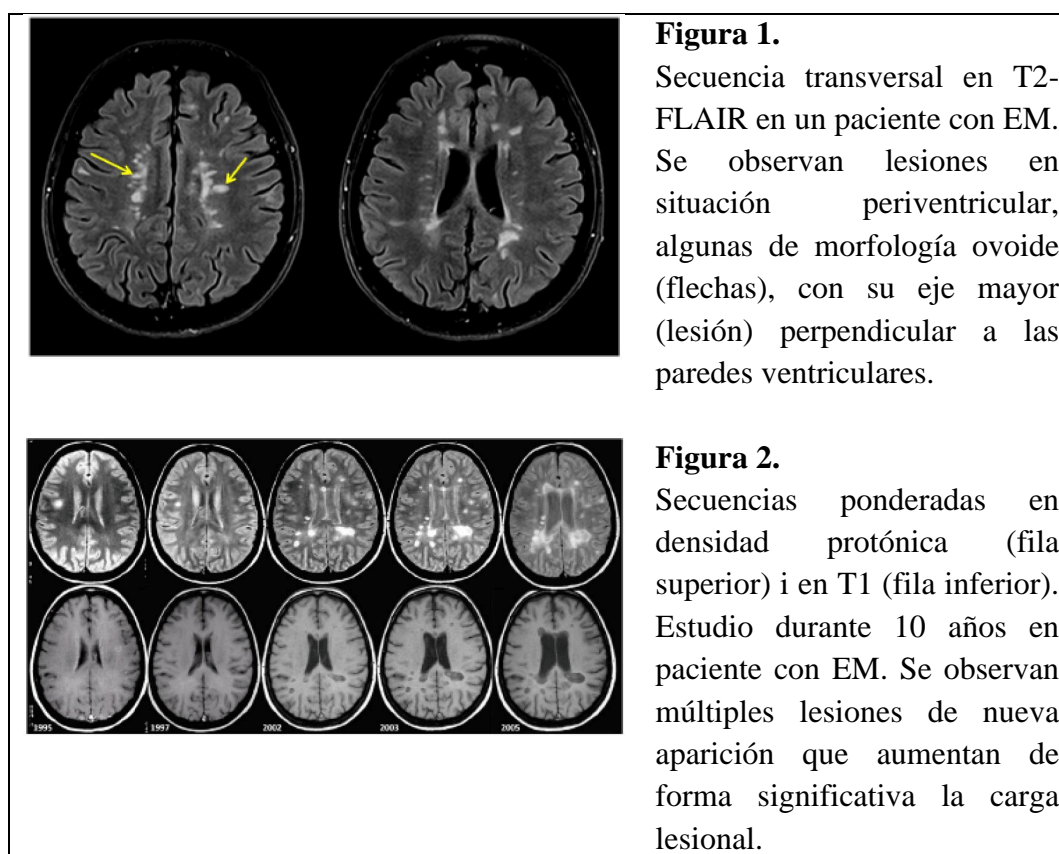 Figura 1.
Secuencia transversal en T2-
FLAIR en un paciente con EM.
Se observan lesiones en
situación periventricular,
algunas de morfología ovoide
(flechas), con su eje mayor
(lesión) perpendicular a las
paredes ventriculares.
Figura 2.
Secuencias ponderadas en
densidad protónica (fila
superior) i en T1 (fila inferior).
Estudio durante 10 años en
paciente con EM. Se observan
múltiples lesiones de nueva
aparición que aumentan de
forma significativa la carga
lesional.
1995
1997
2002
2003
2005